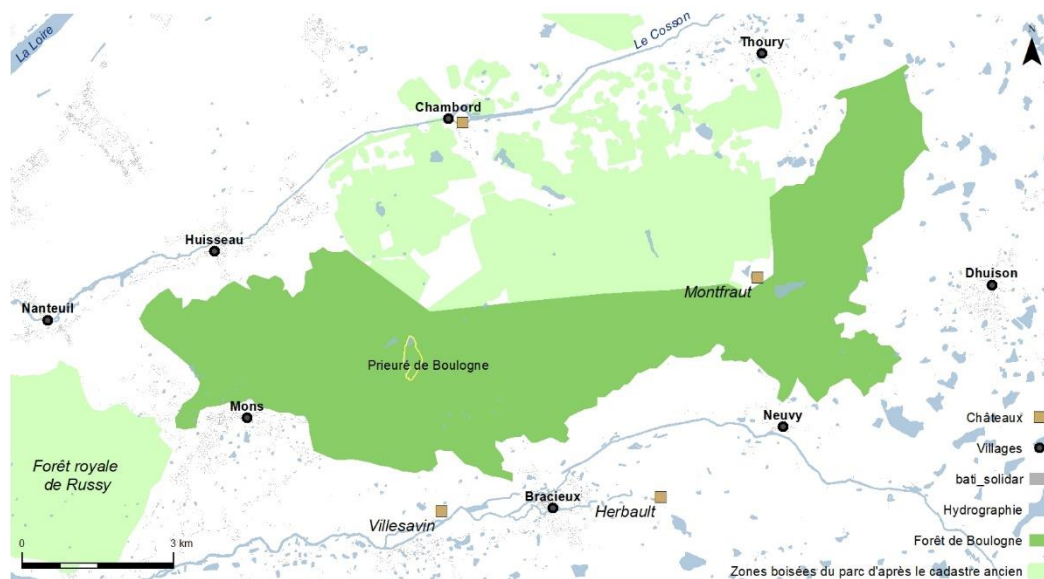 La Loire
Le Cosson
Thoury
N
Chambord
Huisseau
Dhuison
Montfraut
Nanteuil
Prieuré de Boulogne
Mons
Neuvy
Châteaux
Villages
Forêt royale
de Russy
bati_solidar
Bracieux
Herbault
Villesavin
Hydrographie
Forêt de Boulogne
0
3 km
Zones boisées du parc d'après le cadastre ancien